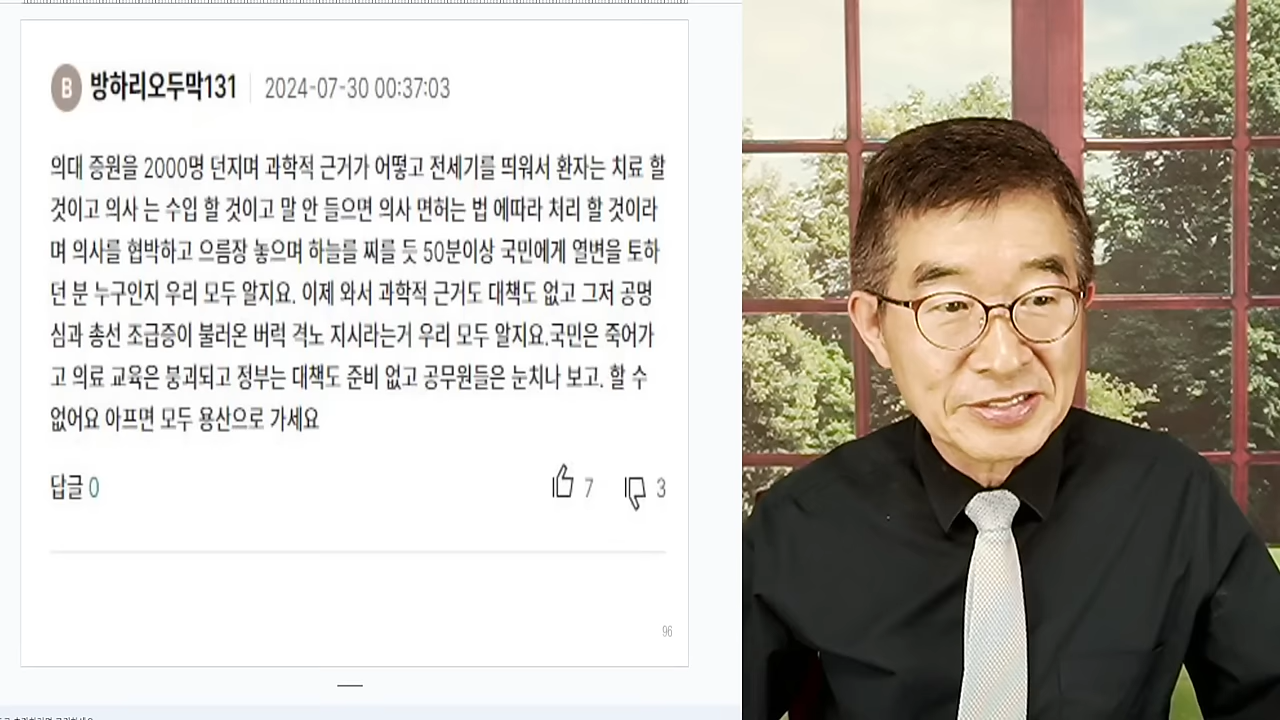 B 방하리오두막131 2024-07-30 00:37:03
의대 증원을 2000명 던지며 과학적 근거가 어떻고 전세기를 띄워서 환자는 치료 할
것이고 의사 는 수입 할 것이고 말 안 들으면 의사 면허는 법 에따라 처리 할 것이라
며 의사를 협박하고 으름장 놓으며 하늘를 찌를 듯 50분이상 국민에게 열변을 토하
던 분 누구인지 우리 모두 알지요. 이제 와서 과학적 근거도 대책도 없고 그저 공명
심과 총선 조급증이 불러온 버럭 격노 지시라는거 우리 모두 알지요.국민은 죽어가
고 의료 교육은 붕괴되고 정부는 대책도 준비 없고 공무원들은 눈치나 보고. 할 수
없어요 아프면 모두 용산으로 가세요
답글 0 7 3
96